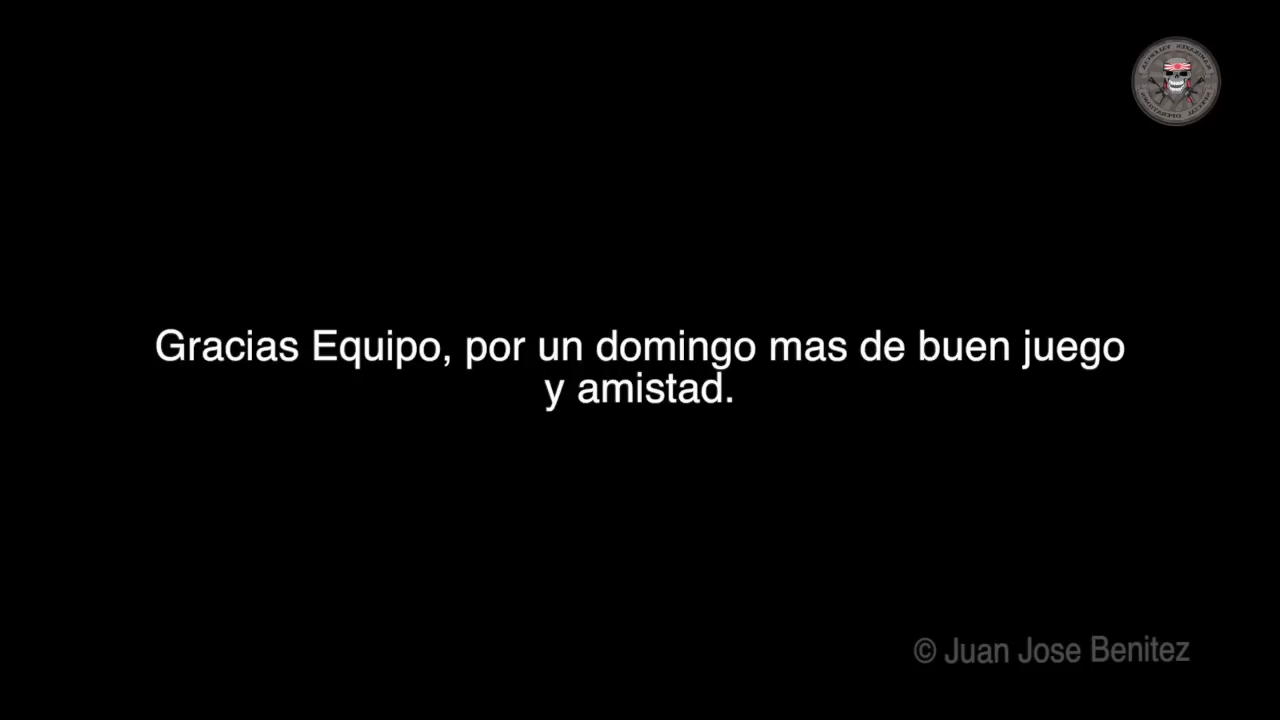 Gracias Equipo, por un domingo mas de buen juego
y amistad.
© Juan Jose Benitez